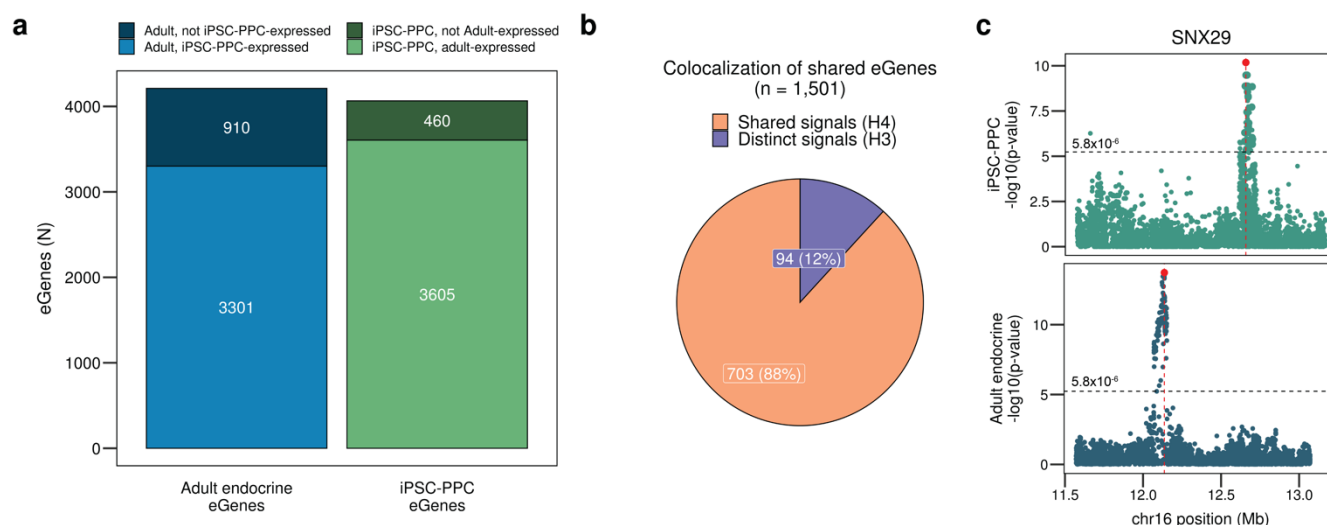 a
Adult, not iPSC-PPC-expressed
Adult, iPSC-PPC-expressed
iPSC-PPC, not Adult-expressed
iPSC-PPC, adult-expressed
eGenes (N)
4000
3000
2000
1000
0
910
3301
460
3605
Adult endocrine
eGenes
iPSC-PPC
eGenes
b
Colocalization of shared eGenes
(n = 1,501)
Shared signals (H4)
Distinct signals (H3)
94 (12%)
703 (88%)
c
SNX29
iPSC-PPC
-log10(p-value)
10
7.5
5
2.5
0
5.8x10⁻⁶
Adult endocrine
-log10(p-value)
10
5
0
5.8x10⁻⁶
11.5
12.0
12.5
13.0
chr16 position (Mb)